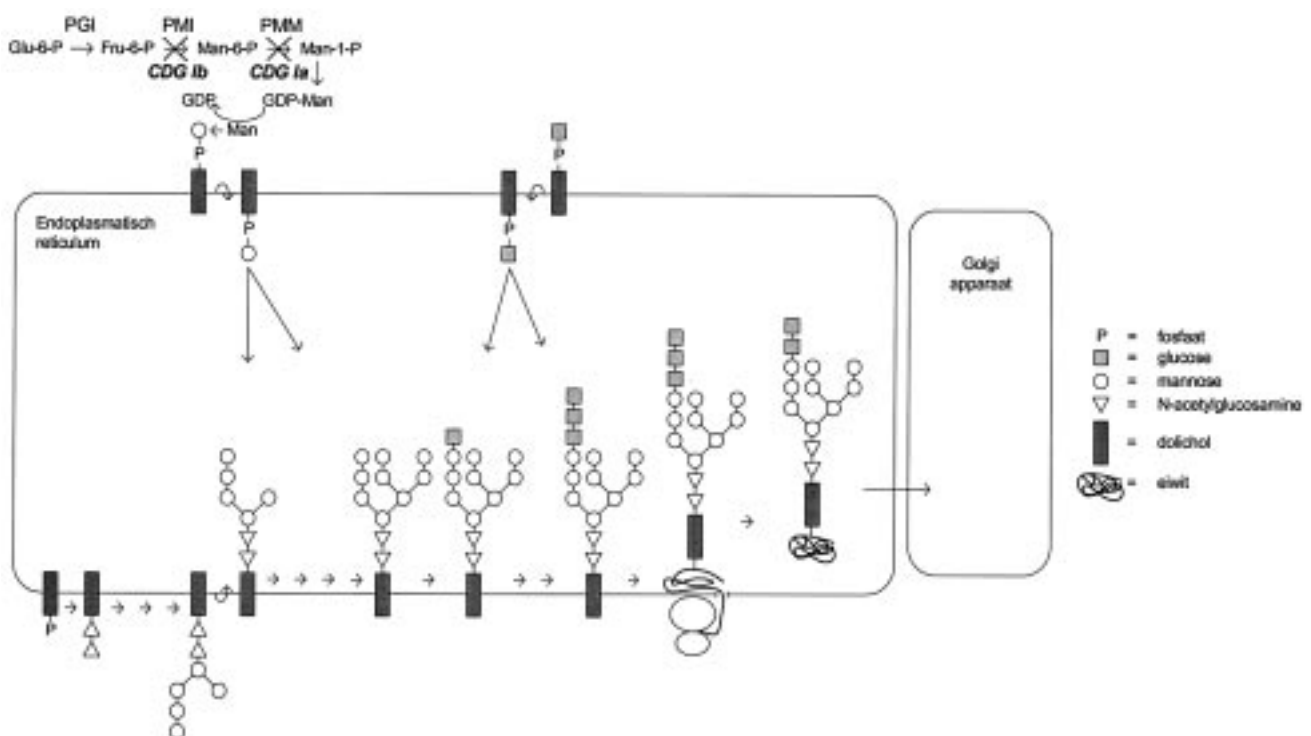 PGI PMI PMM
Glu-6-P → Fru-6-P → Man-6-P → Man-1-P
CDG Ib CDG Ia
GDP GDP-Man
Man
P
P
Endoplasmatisch
reticulum
P
P
Golgi
apparaat
P = fosfaat
= glucose
= mannose
= N-acetylglucosamine
= dolichol
= eiwit
P